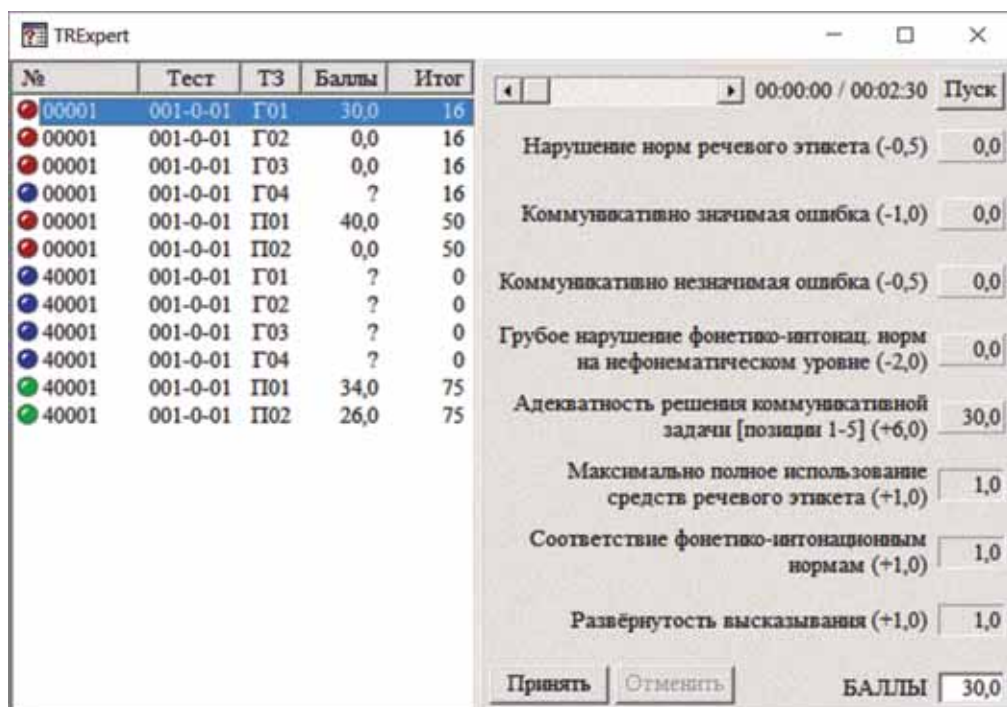 TRExpert
№ Тест ТЗ Баллы Итог
00001 001-0-01 Г01 30,0 16
00001 001-0-01 Г02 0,0 16
00001 001-0-01 Г03 0,0 16
00001 001-0-01 Г04 ? 16
00001 001-0-01 П01 40,0 50
00001 001-0-01 П02 0,0 50
40001 001-0-01 Г01 ? 0
40001 001-0-01 Г02 ? 0
40001 001-0-01 Г03 ? 0
40001 001-0-01 Г04 ? 0
40001 001-0-01 П01 34,0 75
40001 001-0-01 П02 26,0 75
00:00:00 / 00:02:30 Пуск
Нарушение норм речевого этикета (-0,5) 0,0
Коммуникативно значимая ошибка (-1,0) 0,0
Коммуникативно незначимая ошибка (-0,5) 0,0
Грубое нарушение фонетико-интонац. норм
на нефонематическом уровне (-2,0) 0,0
Адекватность решения коммуникативной
задачи [позиции 1-5] (+6,0) 30,0
Максимально полное использование
средств речевого этикета (+1,0) 1,0
Соответствие фонетико-интонационным
нормам (+1,0) 1,0
Развёрнутость высказывания (+1,0) 1,0
Принять Отменить БАЛЛЫ 30,0